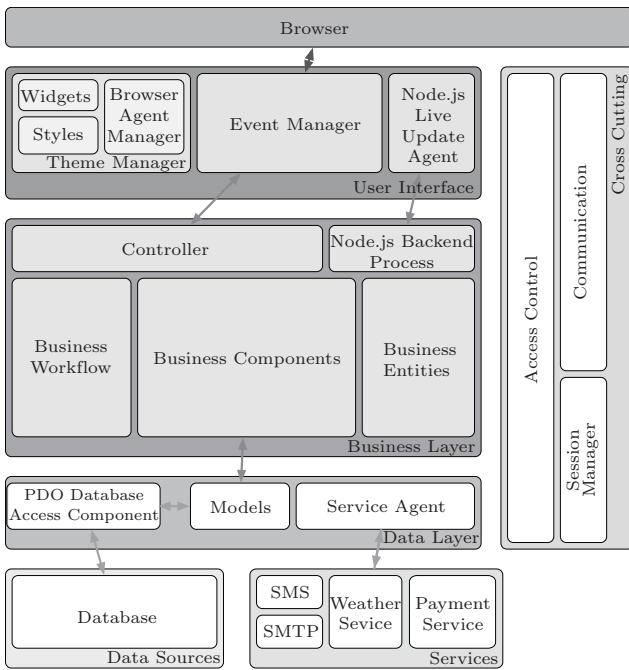 Browser
Widgets
Styles
Browser
Agent
Manager
Theme Manager
Event Manager
Node.js
Live
Update
Agent
User Interface
Controller
Node.js Backend
Process
Business
Workflow
Business Components
Business
Entities
Business Layer
PDO Database
Access Component
Models
Service Agent
Data Layer
Database
Data Sources
SMS
SMTP
Weather
Sevice
Payment
Service
Services
Access Control
Communication
Session
Manager
Cross Cutting